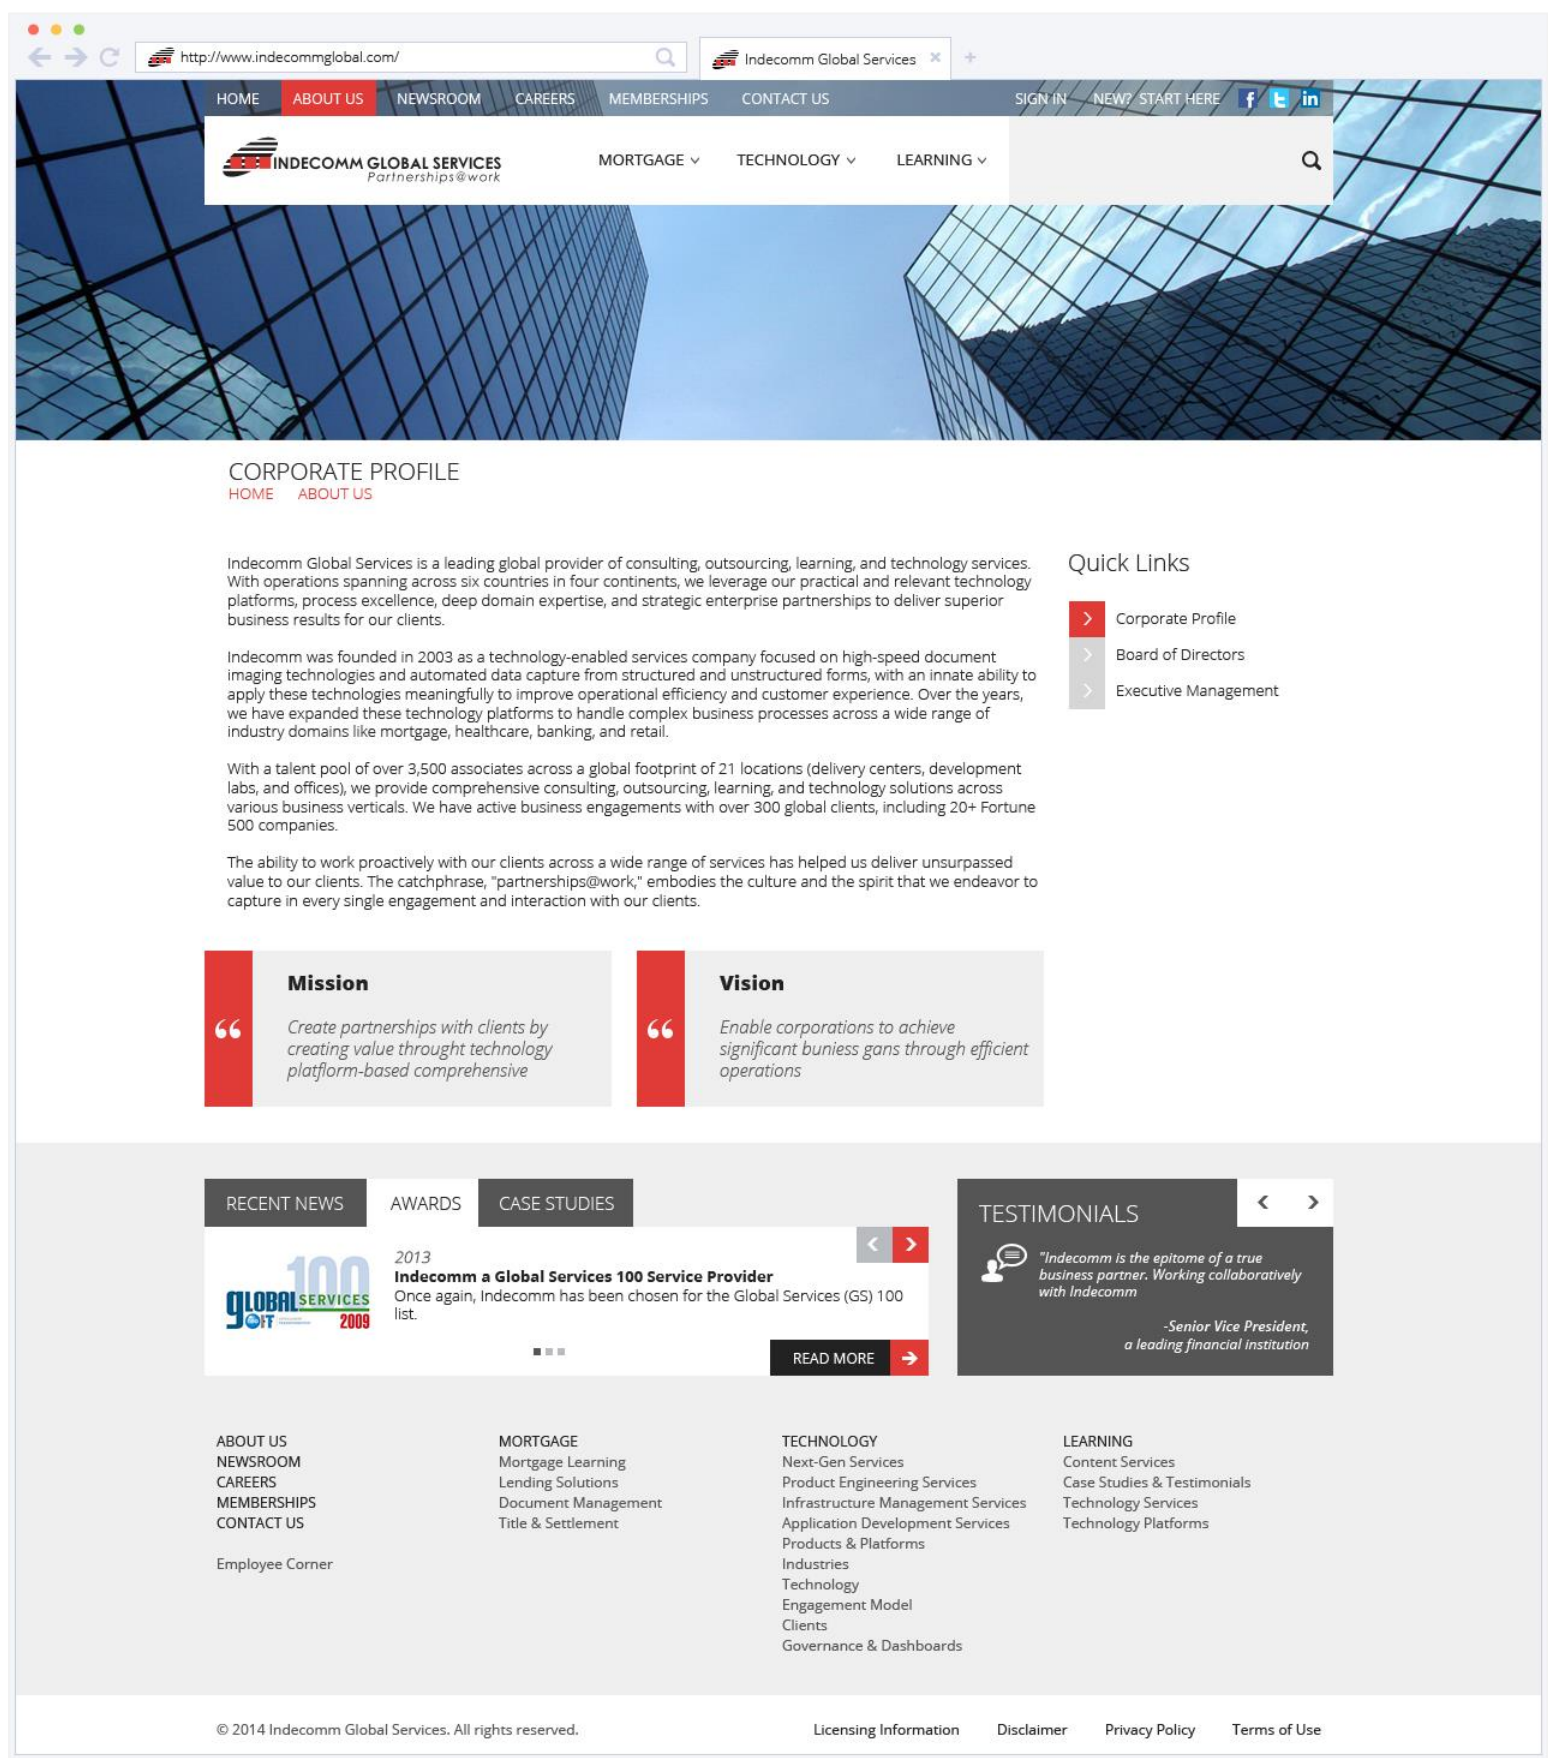 http://www.indecommglobal.com/
Indecomm Global Services
HOME ABOUT US NEWSROOM CAREERS MEMBERSHIPS CONTACT US SIGN IN NEW? START HERE
INDECOMM GLOBAL SERVICES
Partnerships@work
MORTGAGE TECHNOLOGY LEARNING
CORPORATE PROFILE
HOME ABOUT US
Indecomm Global Services is a leading global provider of consulting, outsourcing, learning, and technology services.
With operations spanning across six countries in four continents, we leverage our practical and relevant technology
platforms, process excellence, deep domain expertise, and strategic enterprise partnerships to deliver superior
business results for our clients.
Indecomm was founded in 2003 as a technology-enabled services company focused on high-speed document
imaging technologies and automated data capture from structured and unstructured forms, with an innate ability to
apply these technologies meaningfully to improve operational efficiency and customer experience. Over the years,
we have expanded these technology platforms to handle complex business processes across a wide range of
industry domains like mortgage, healthcare, banking, and retail.
With a talent pool of over 3,500 associates across a global footprint of 21 locations (delivery centers, development
labs, and offices), we provide comprehensive consulting, outsourcing, learning, and technology solutions across
various business verticals. We have active business engagements with over 300 global clients, including 20+ Fortune
500 companies.
The ability to work proactively with our clients across a wide range of services has helped us deliver unsurpassed
value to our clients. The catchphrase, "partnerships@work," embodies the culture and the spirit that we endeavor to
capture in every single engagement and interaction with our clients.
Quick Links
Corporate Profile
Board of Directors
Executive Management
Mission
Create partnerships with clients by
creating value throught technology
platflorm-based comprehensive
Vision
Enable corporations to achieve
significant buniess gans through efficient
operations
RECENT NEWS AWARDS CASE STUDIES
100
GLOBAL SERVICES
2009
2013
Indecomm a Global Services 100 Service Provider
Once again, Indecomm has been chosen for the Global Services (GS) 100
list.
READ MORE
TESTIMONIALS
"Indecomm is the epitome of a true
business partner. Working collaboratively
with Indecomm
-Senior Vice President,
a leading financial institution
ABOUT US
NEWSROOM
CAREERS
MEMBERSHIPS
CONTACT US
Employee Corner
MORTGAGE
Mortgage Learning
Lending Solutions
Document Management
Title & Settlement
TECHNOLOGY
Next-Gen Services
Product Engineering Services
Infrastructure Management Services
Application Development Services
Products & Platforms
Industries
Technology
Engagement Model
Clients
Governance & Dashboards
LEARNING
Content Services
Case Studies & Testimonials
Technology Services
Technology Platforms
© 2014 Indecomm Global Services. All rights reserved.
Licensing Information Disclaimer Privacy Policy Terms of Use